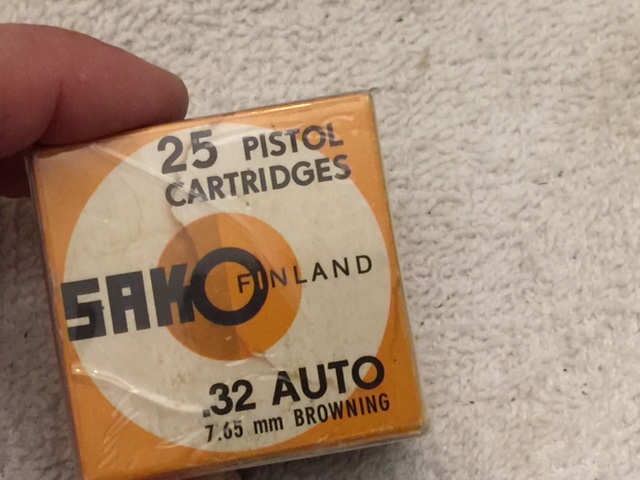 25 PISTOL
CARTRIDGES
SAKO FINLAND
.32 AUTO
7.65 mm BROWNING